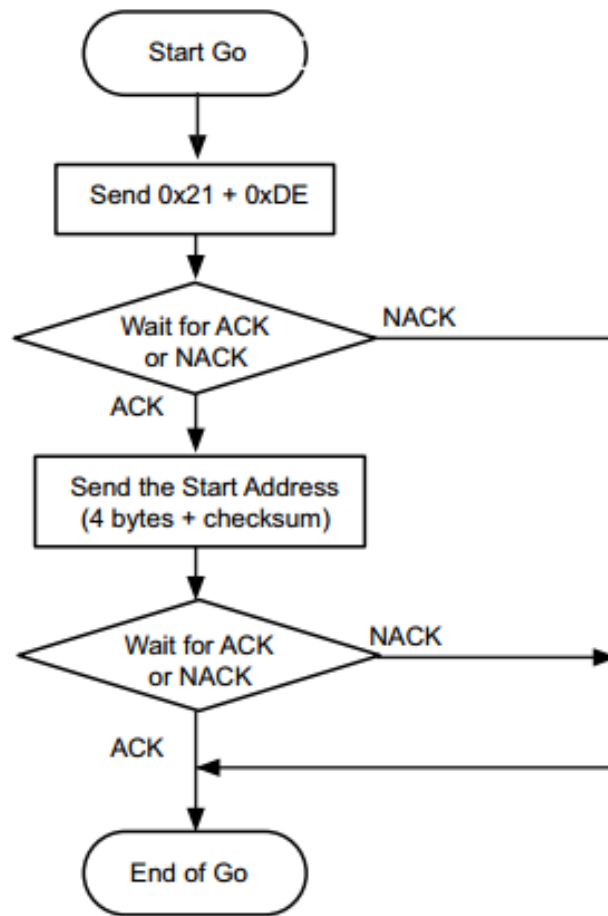 Start Go
Send 0x21 + 0xDE
Wait for ACK
or NACK
NACK
ACK
Send the Start Address
(4 bytes + checksum)
Wait for ACK
or NACK
NACK
ACK
End of Go